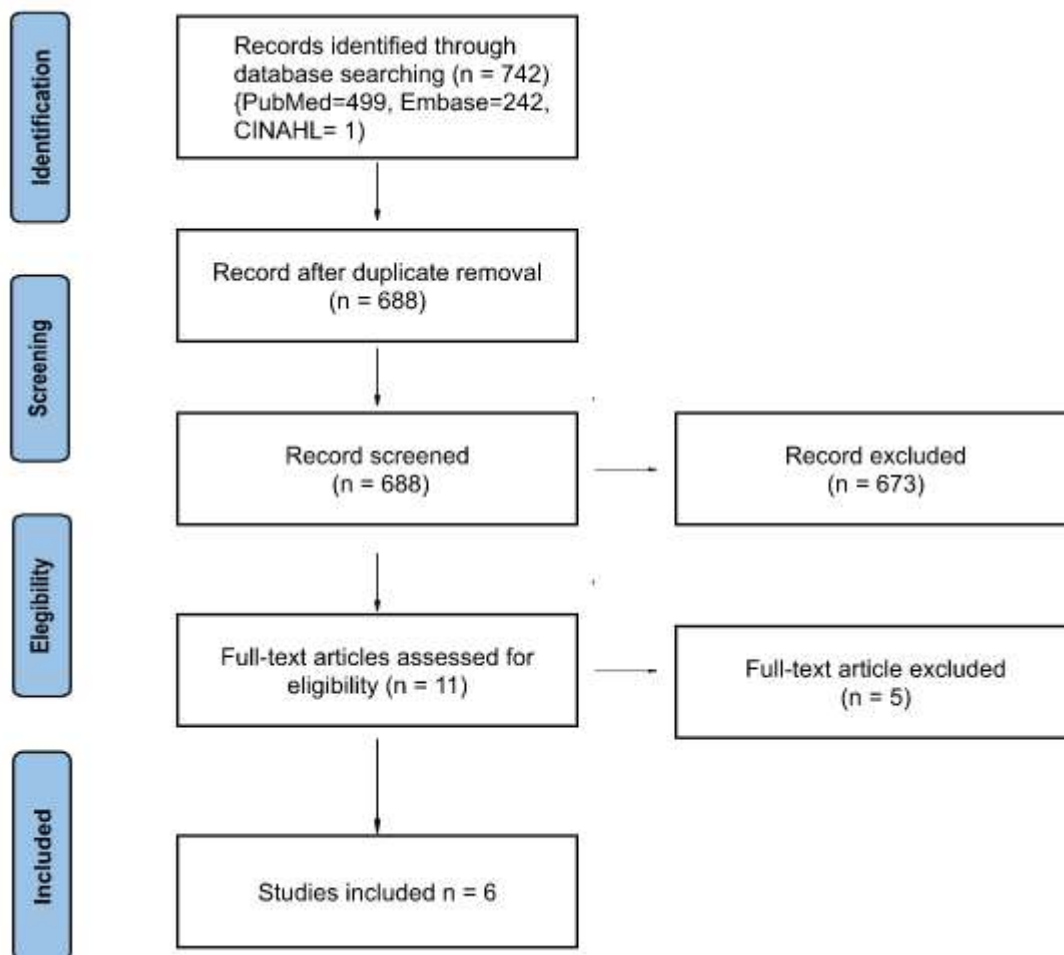 Identification
Records identified through
database searching (n = 742)
{PubMed=499, Embase=242,
CINAHL= 1)
Record after duplicate removal
(n = 688)
Screening
Record screened
(n = 688)
Record excluded
(n = 673)
Elegibility
Full-text articles assessed for
eligibility (n = 11)
Full-text article excluded
(n = 5)
Included
Studies included n = 6